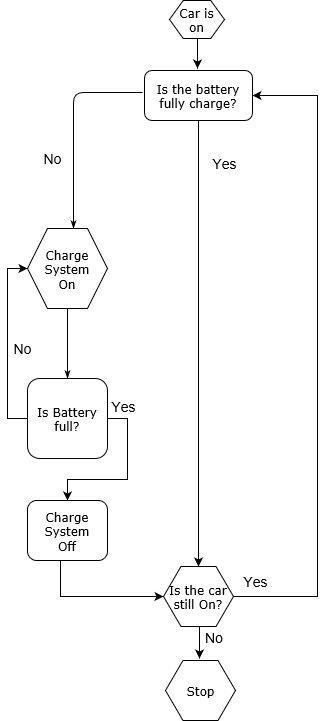 Car is
on
Is the battery
fully charge?
No
Yes
Charge
System
On
No
Is Battery
full?
Yes
Charge
System
Off
Is the car
still On?
Yes
No
Stop